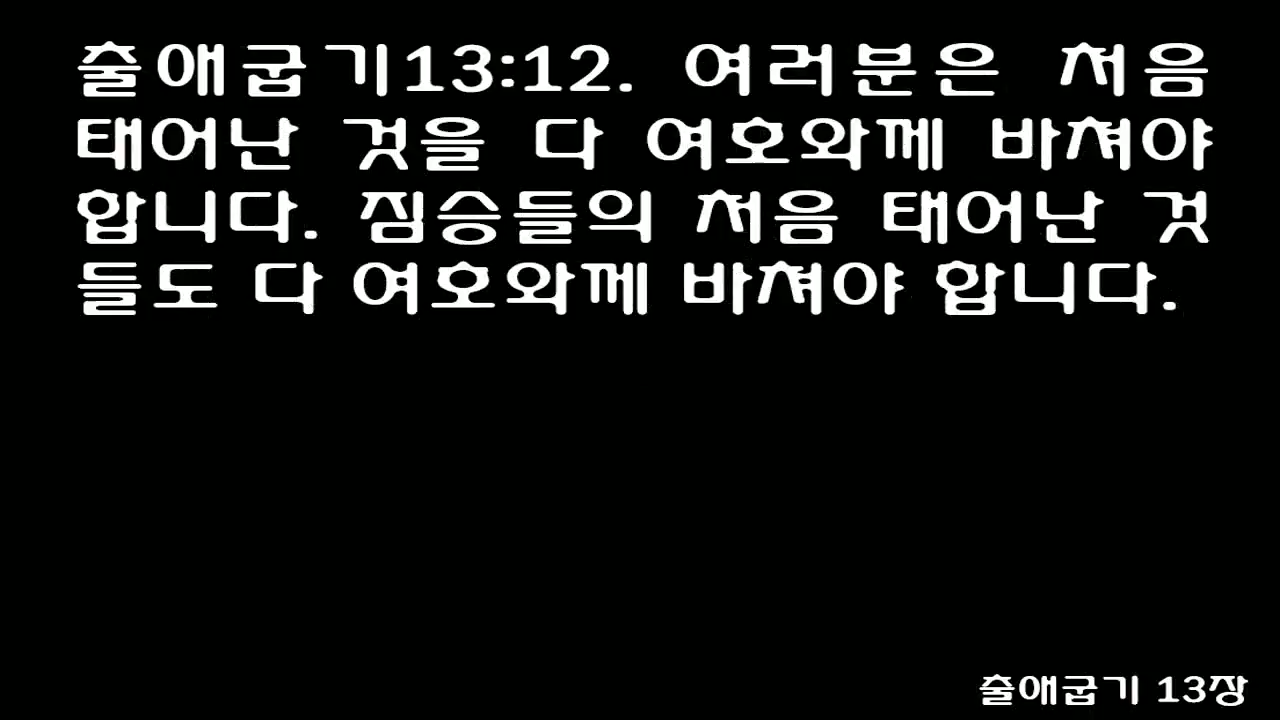 출애굽기13:12. 여러분은 처음
태어난 것을 다 여호와께 바쳐야
합니다. 짐승들의 처음 태어난 것
들도 다 여호와께 바쳐야 합니다.
출애굽기 13장